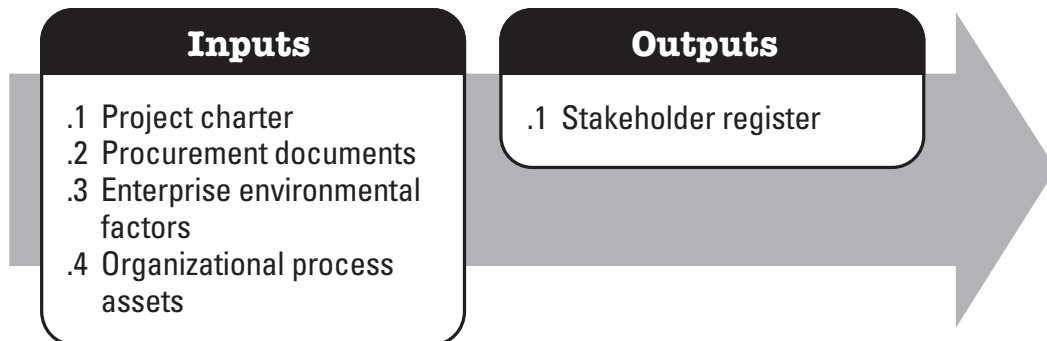 Inputs
.1 Project charter
.2 Procurement documents
.3 Enterprise environmental
factors
.4 Organizational process
assets
Outputs
.1 Stakeholder register